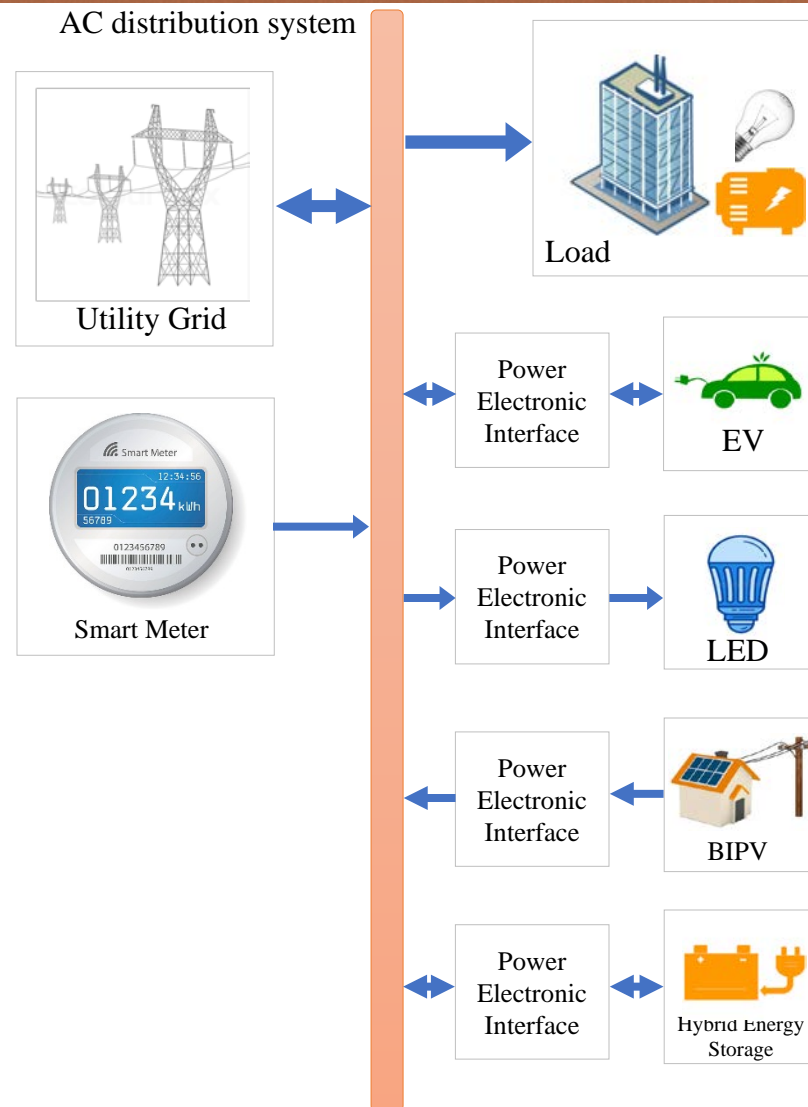 AC distribution system
Utility Grid
Smart Meter
12:34:56
01234 kWh
56789
0123456789
Smart Meter
Load
Power
Electronic
Interface
EV
Power
Electronic
Interface
LED
Power
Electronic
Interface
BIPV
Power
Electronic
Interface
Hybrid Energy
Storage